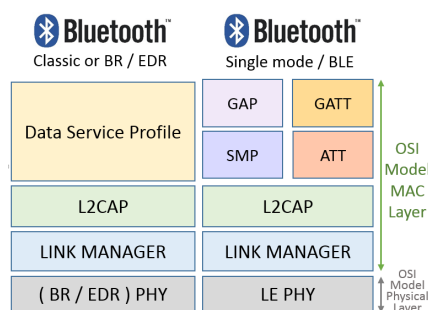 Bluetooth™
Classic or BR / EDR
Bluetooth™
Single mode / BLE
Data Service Profile
GAP
GATT
SMP
ATT
L2CAP
L2CAP
LINK MANAGER
LINK MANAGER
( BR / EDR ) PHY
LE PHY
OSI
Model
MAC
Layer
OSI
Model
Physical
Layer